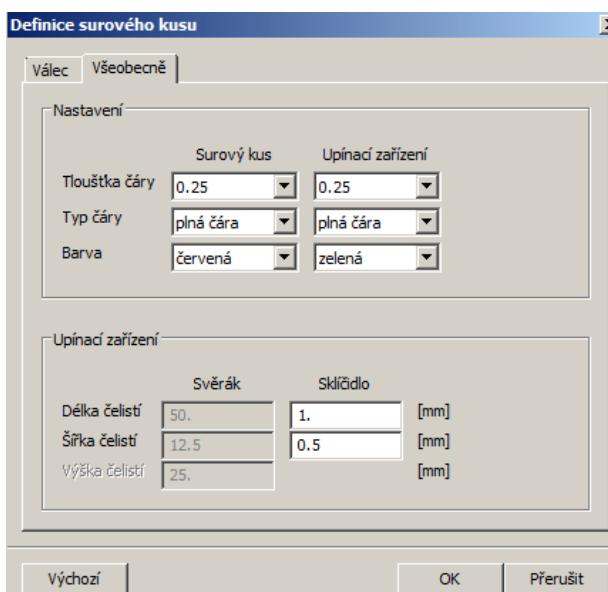 Definice surového kusu
Válec Všeobecně
Nastavení
Surový kus Upínací zařízení
Tloušťka čáry 0.25 0.25
Typ čáry plná čára plná čára
Barva červená zelená
Upínací zařízení
Svěrák Sklíčidlo
Délka čelistí 50. 1. [mm]
Šířka čelistí 12.5 0.5 [mm]
Výška čelistí 25. [mm]
Výchozí OK Přerušit